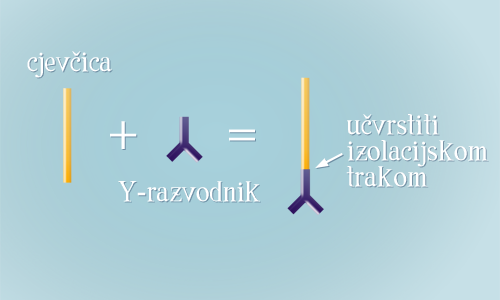 cjevčica
+
=
Y-razvodnik
učvrstiti
izolacijskom
trakom